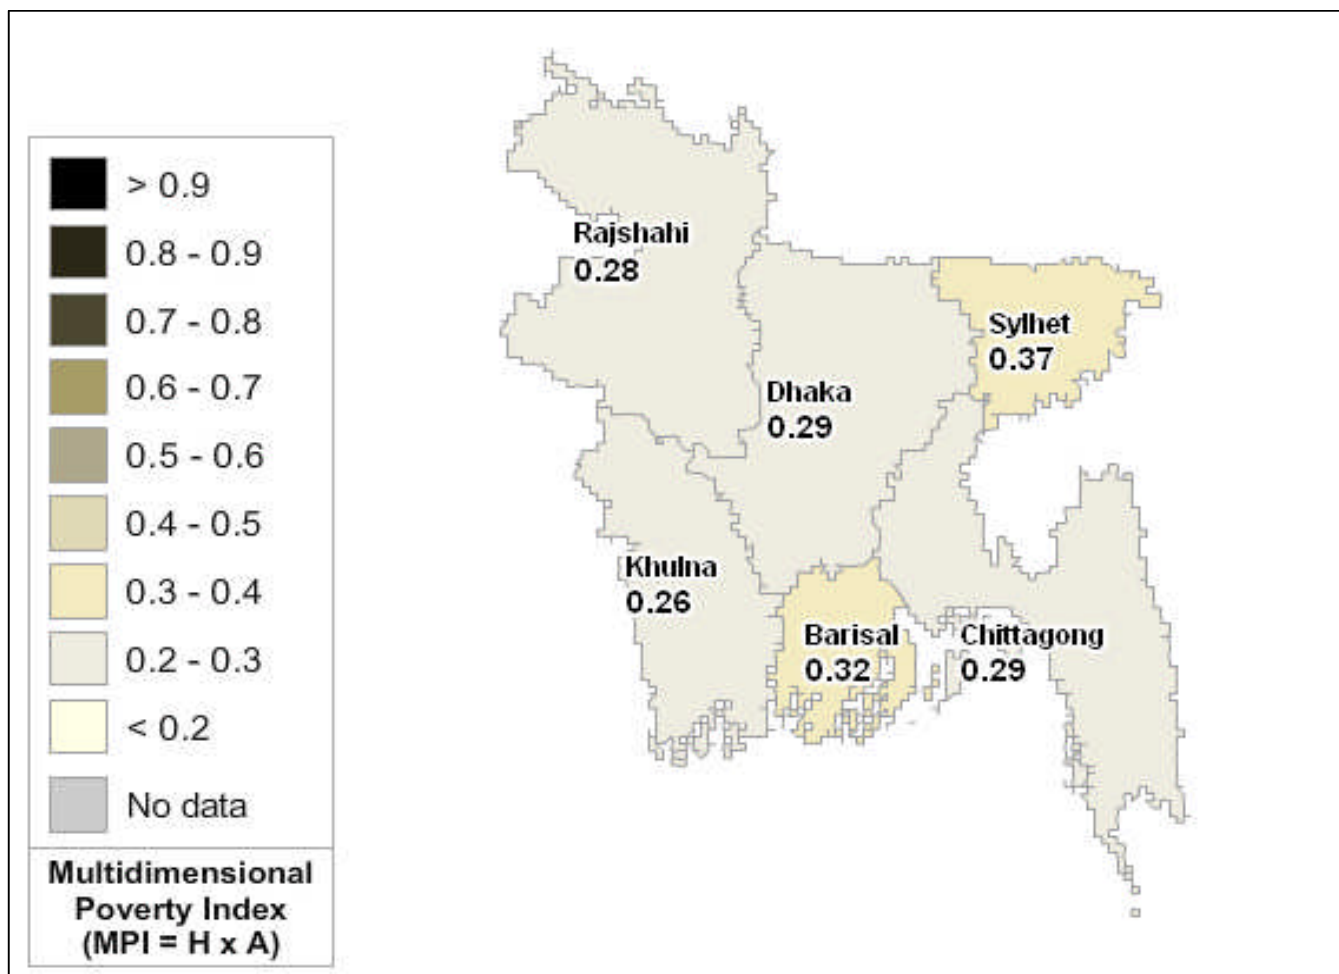 > 0.9
0.8 - 0.9
0.7 - 0.8
0.6 - 0.7
0.5 - 0.6
0.4 - 0.5
0.3 - 0.4
0.2 - 0.3
< 0.2
No data
Multidimensional
Poverty Index
(MPI = H x A)
Rajshahi
0.28
Sylhet
0.37
Dhaka
0.29
Khulna
0.26
Barisal
0.32
Chittagong
0.29